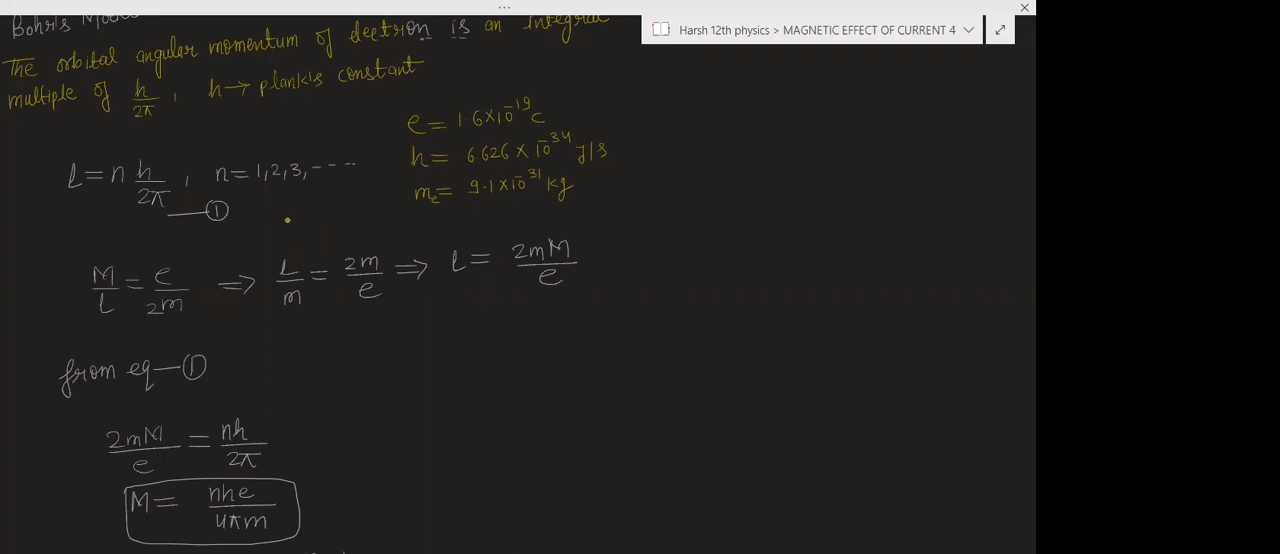 Bohr's Model
Harsh 12th physics > MAGNETIC EFFECT OF CURRENT 4
The orbital angular momentum of electron is an integral
multiple of h/2π, h → plank's constant
e = 1.6×10⁻¹⁹ C
h = 6.626 × 10⁻³⁴ J/s
mₑ = 9.1×10⁻³¹ kg
L = n h/2π, n = 1,2,3,----
—①
M/L = e/2m ⇒ L/m = 2m/e ⇒ L = 2mM/e
from eq—①
2mM/e = nh/2π
M = nhe/4πm